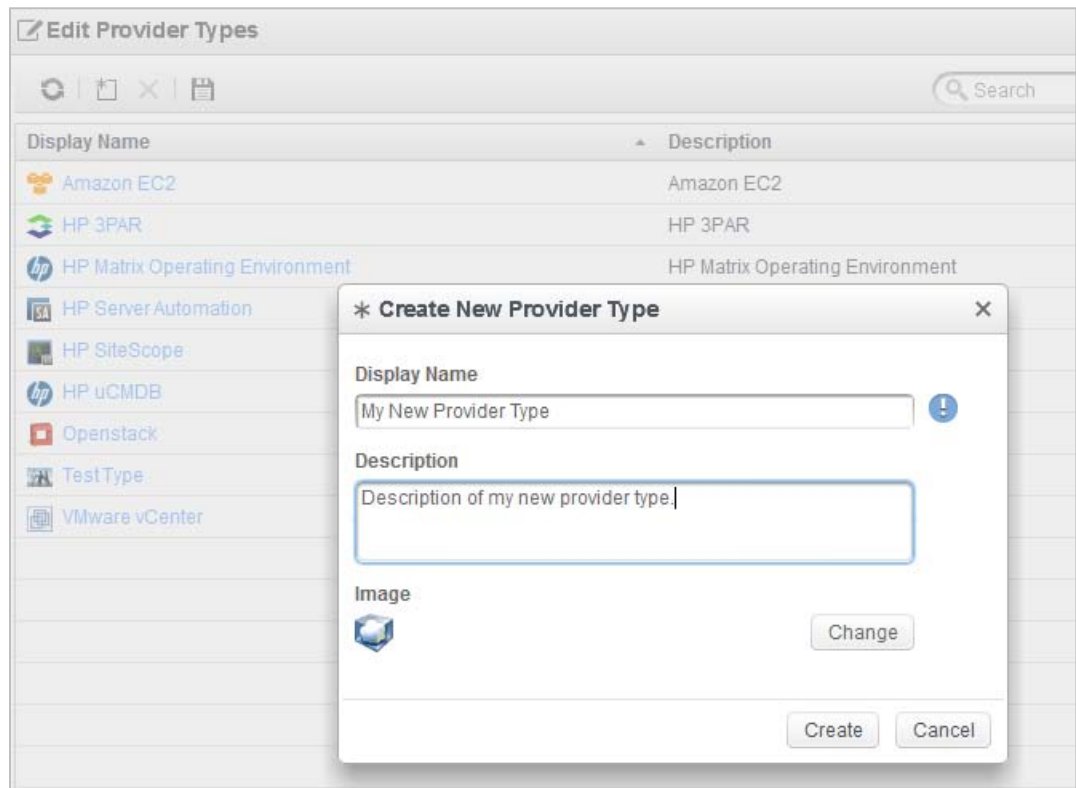 Edit Provider Types
Search
Display Name Description
Amazon EC2 Amazon EC2
HP 3PAR HP 3PAR
HP Matrix Operating Environment HP Matrix Operating Environment
HP Server Automation
HP SiteScope
HP uCMDB
Openstack
Test Type
VMware vCenter
Create New Provider Type
Display Name
My New Provider Type
Description
Description of my new provider type.
Image
Change
Create Cancel